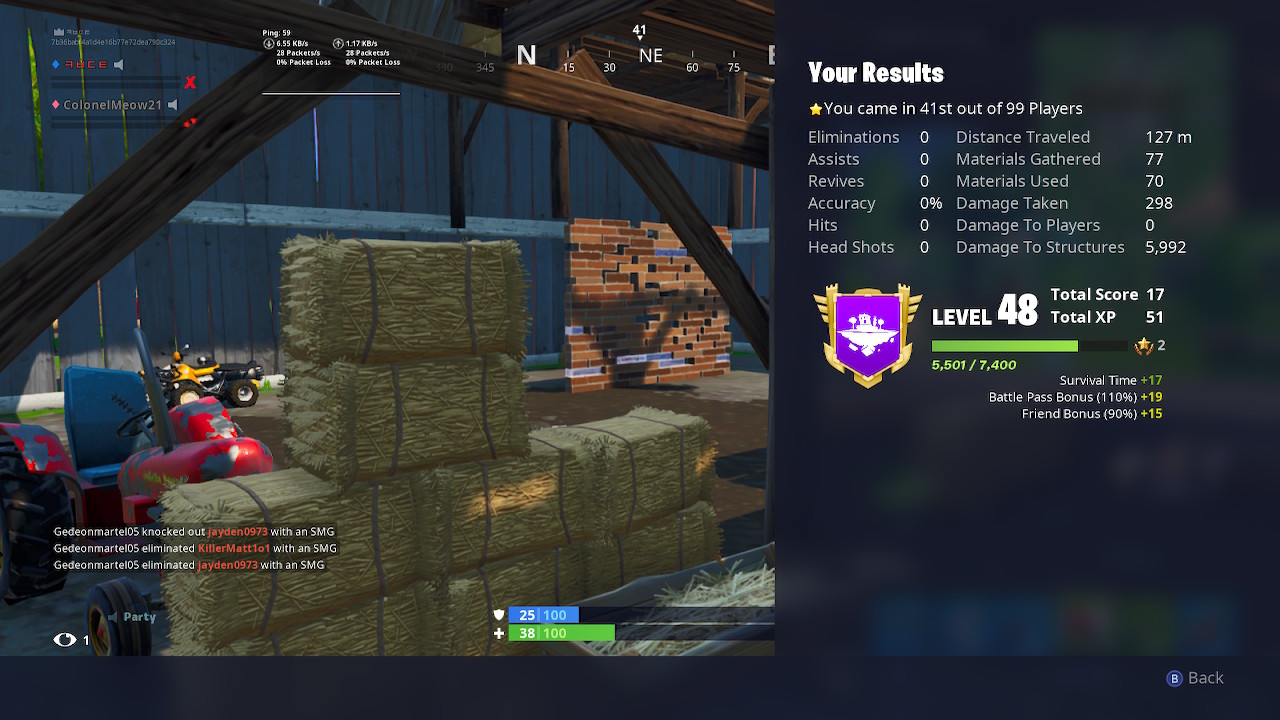 Ping: 59
6.55 KB/s 1.17 KB/s
28 Packets/s 28 Packets/s
0% Packet Loss 0% Packet Loss
41
330 345 N 15 30 NE 60 75 E
ColonelMeow21
Gedeonmartel05 knocked out jayden0973 with an SMG
Gedeonmartel05 eliminated KillerMatt1o1 with an SMG
Gedeonmartel05 eliminated jayden0973 with an SMG
Party
1
25 100
38 100
Your Results
You came in 41st out of 99 Players
Eliminations 0 Distance Traveled 127 m
Assists 0 Materials Gathered 77
Revives 0 Materials Used 70
Accuracy 0% Damage Taken 298
Hits 0 Damage To Players 0
Head Shots 0 Damage To Structures 5,992
LEVEL 48 Total Score 17
Total XP 51
2
5,501 / 7,400
Survival Time +17
Battle Pass Bonus (110%) +19
Friend Bonus (90%) +15
B Back